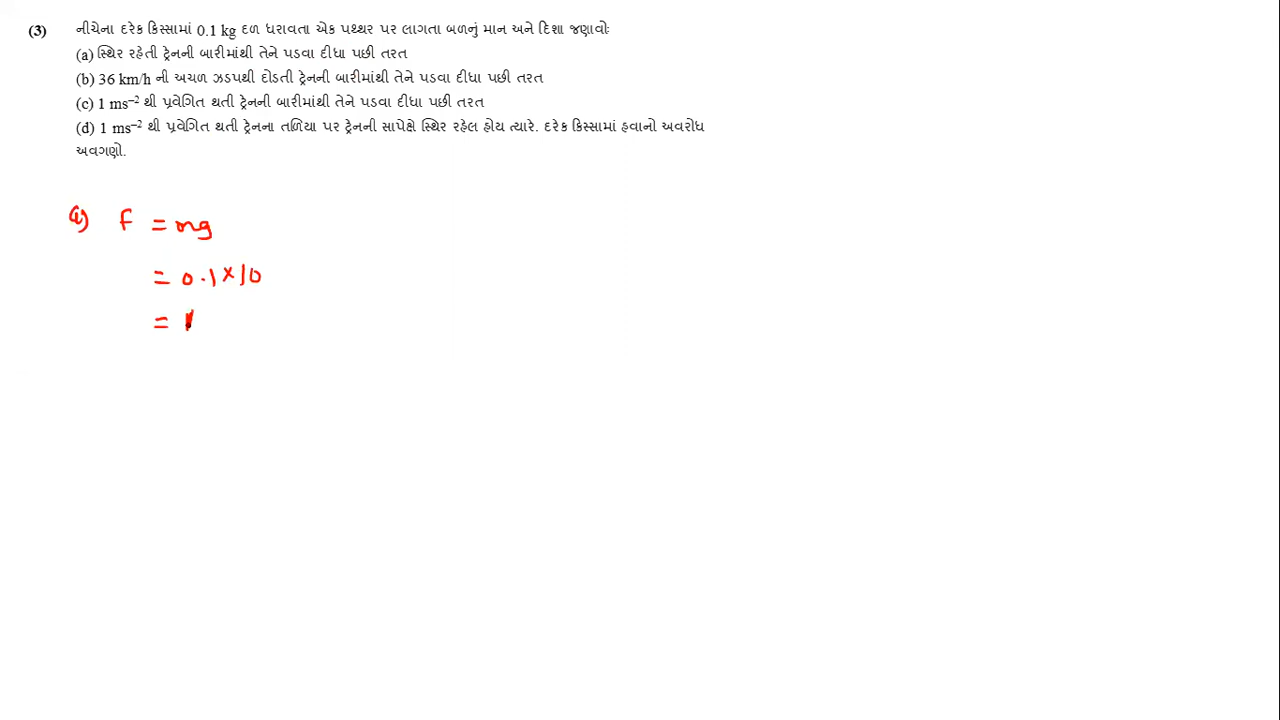 (3) નીચેના દરેક કિસ્સામાં 0.1 kg દળ ધરાવતા એક પથ્થર પર લાગતા બળનું માન અને દિશા જણાવોઃ
(a) સ્થિર રહેતી ટ્રેનની બારીમાંથી તેને પડવા દીધા પછી તરત
(b) 36 km/h ની અચળ ઝડપથી દોડતી ટ્રેનની બારીમાંથી તેને પડવા દીધા પછી તરત
(c) 1 ms⁻² થી પ્રવેગિત થતી ટ્રેનની બારીમાંથી તેને પડવા દીધા પછી તરત
(d) 1 ms⁻² થી પ્રવેગિત થતી ટ્રેનના તળિયા પર ટ્રેનની સાપેક્ષે સ્થિર રહેલ હોય ત્યારે. દરેક કિસ્સામાં હવાનો અવરોધ
અવગણો.
a) F = mg
= 0.1 × 10
= 1